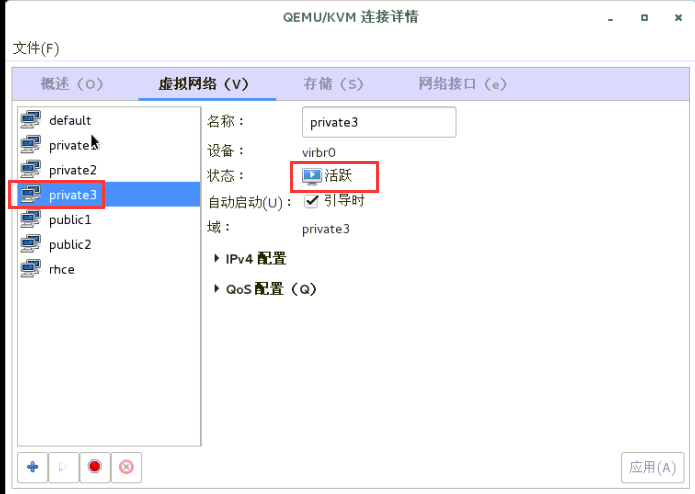 QEMU/KVM 连接详情
文件(F)
概述（O） 虚拟网络（V） 存储（S） 网络接口（e）
default
private1
private2
private3
public1
public2
rhce
名称： private3
设备： virbr0
状态： 活跃
自动启动(U)： 引导时
域： private3
IPv4 配置
QoS 配置（Q）
应用(A)